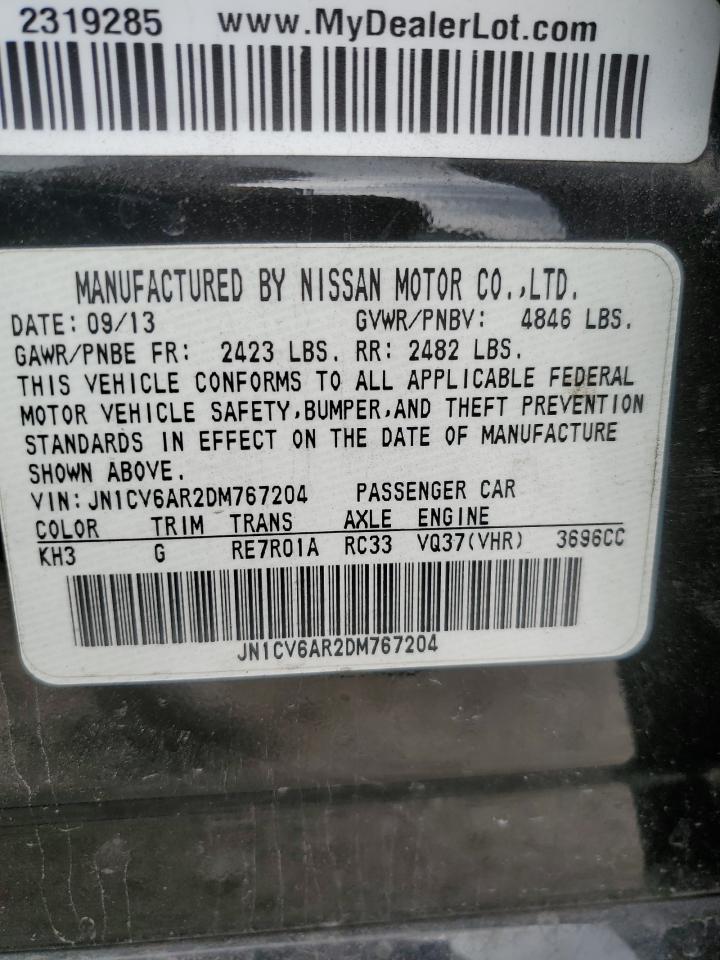 2319285 www.MyDealerLot.com
MANUFACTURED BY NISSAN MOTOR CO.,LTD.
DATE: 09/13 GVWR/PNBV: 4846 LBS.
GAWR/PNBE FR: 2423 LBS. RR: 2482 LBS.
THIS VEHICLE CONFORMS TO ALL APPLICABLE FEDERAL
MOTOR VEHICLE SAFETY,BUMPER,AND THEFT PREVENTION
STANDARDS IN EFFECT ON THE DATE OF MANUFACTURE
SHOWN ABOVE.
VIN: JN1CV6AR2DM767204 PASSENGER CAR
COLOR TRIM TRANS AXLE ENGINE
KH3 G RE7R01A RC33 VQ37(VHR) 3696CC
JN1CV6AR2DM767204